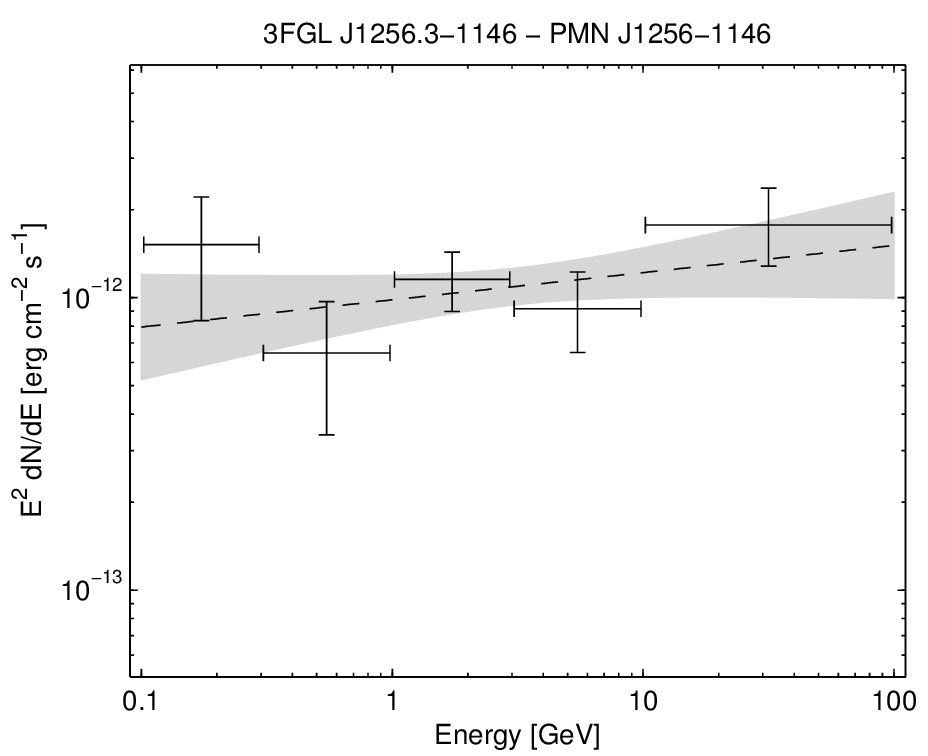 3FGL J1256.3−1146 − PMN J1256−1146
E² dN/dE [erg cm⁻² s⁻¹]
10⁻¹²
10⁻¹³
0.1 1 10 100
Energy [GeV]